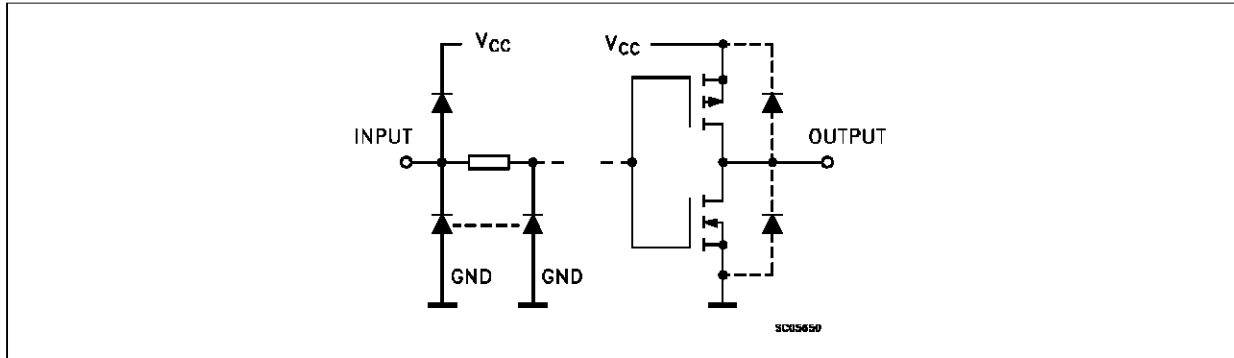 VCC
VCC
INPUT
OUTPUT
GND
GND
SC05650